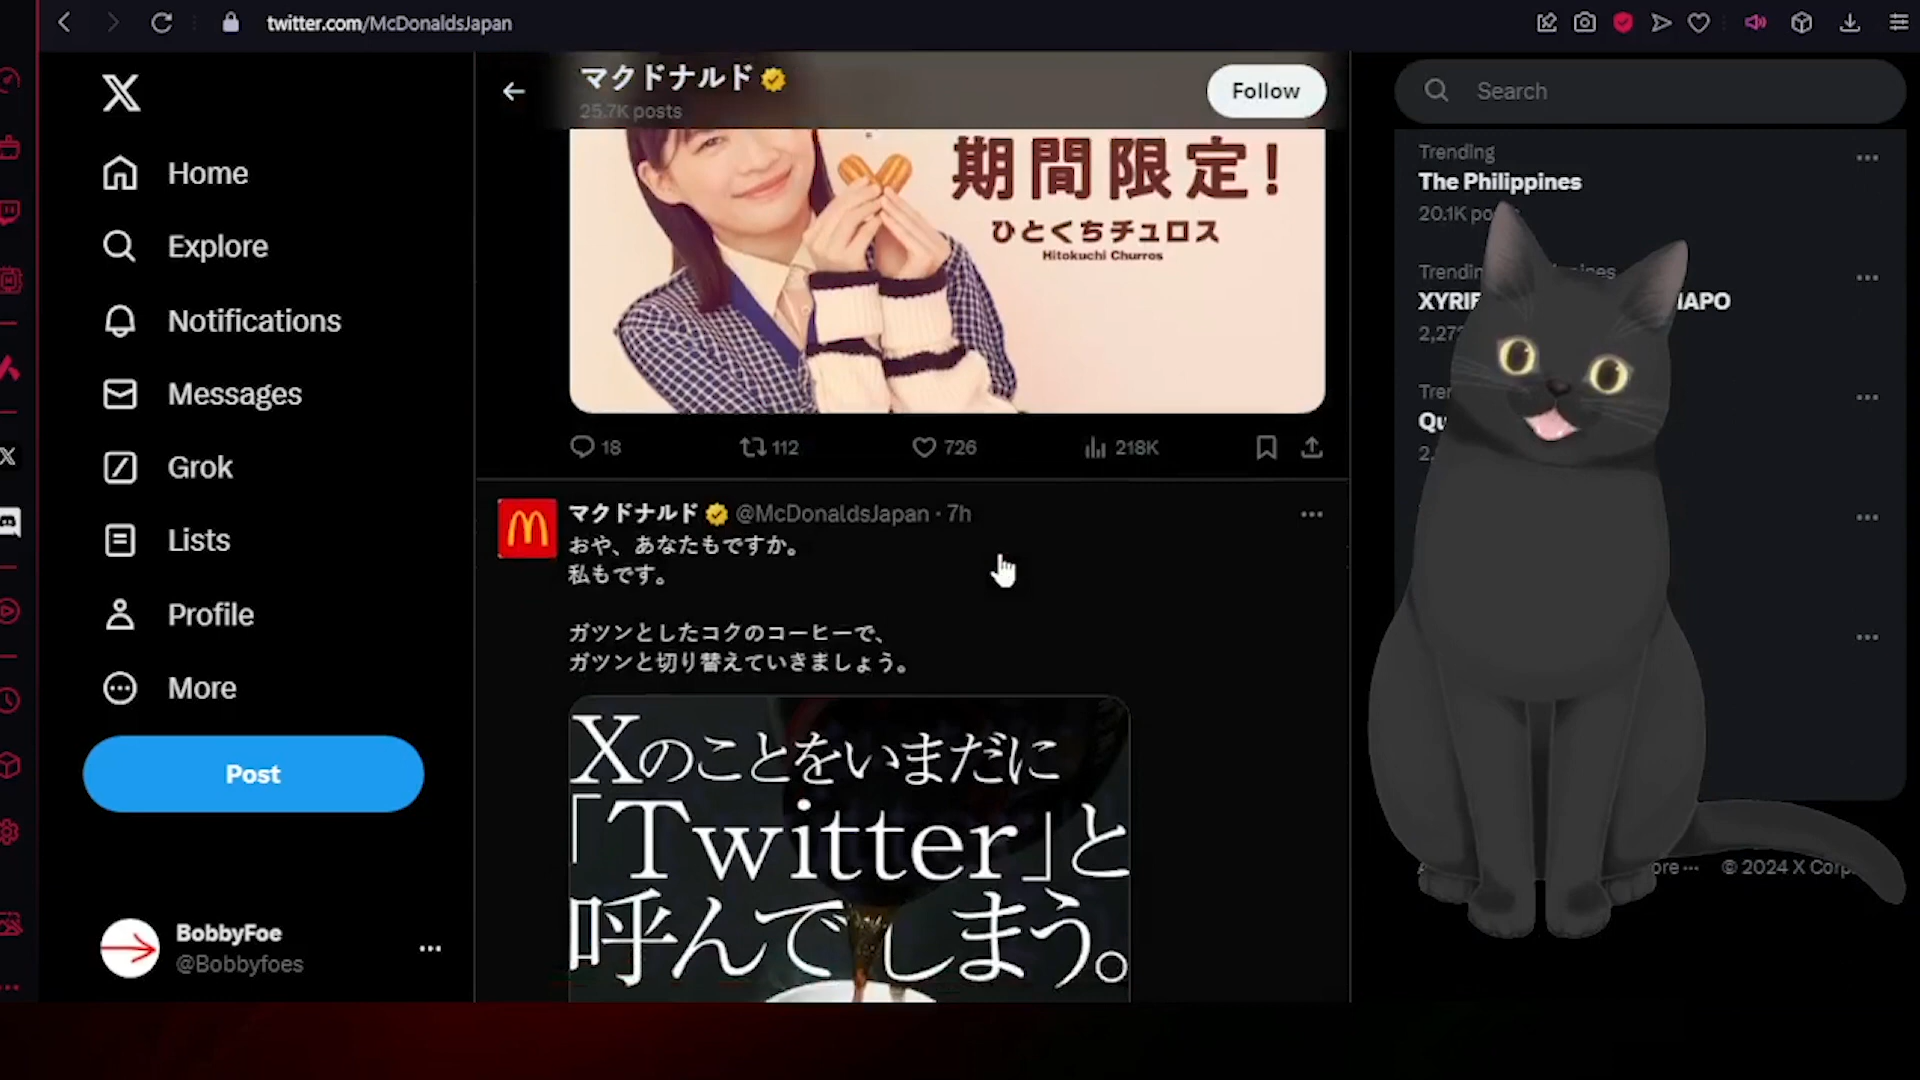 twitter.com/McDonaldsJapan
マクドナルド
25.7K posts
Follow
Search
Home
Explore
Notifications
Messages
Grok
Lists
Profile
More
Post
BobbyFoe
@Bobbyfoes
期間限定!
ひとくちチュロス
Hitokuchi Churros
18
112
726
218K
マクドナルド @McDonaldsJapan · 7h
おや、あなたもですか。
私もです。
ガツンとしたコクのコーヒーで、
ガツンと切り替えていきましょう。
Xのことをいまだに
「Twitter」と
呼んでしまう。
Trending
The Philippines
20.1K
© 2024 X Corp.